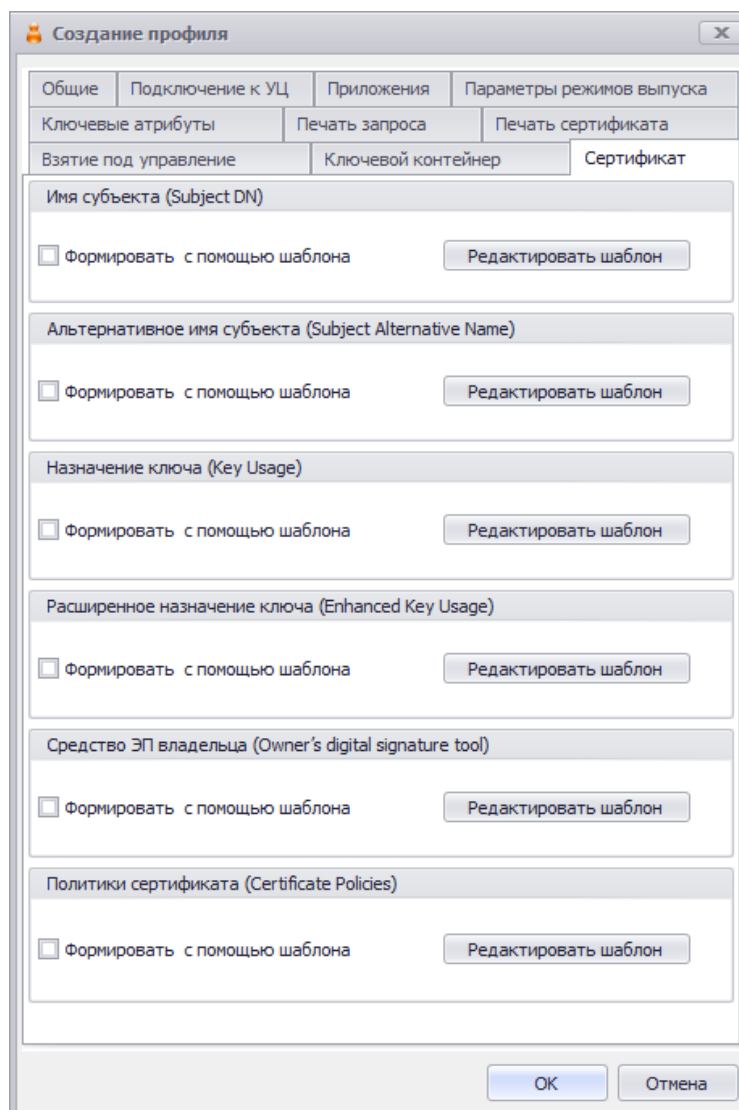 Создание профиля
Общие Подключение к УЦ Приложения Параметры режимов выпуска
Ключевые атрибуты Печать запроса Печать сертификата
Взятие под управление Ключевой контейнер Сертификат
Имя субъекта (Subject DN)
Формировать с помощью шаблона Редактировать шаблон
Альтернативное имя субъекта (Subject Alternative Name)
Формировать с помощью шаблона Редактировать шаблон
Назначение ключа (Key Usage)
Формировать с помощью шаблона Редактировать шаблон
Расширенное назначение ключа (Enhanced Key Usage)
Формировать с помощью шаблона Редактировать шаблон
Средство ЭП владельца (Owner's digital signature tool)
Формировать с помощью шаблона Редактировать шаблон
Политики сертификата (Certificate Policies)
Формировать с помощью шаблона Редактировать шаблон
OK Отмена